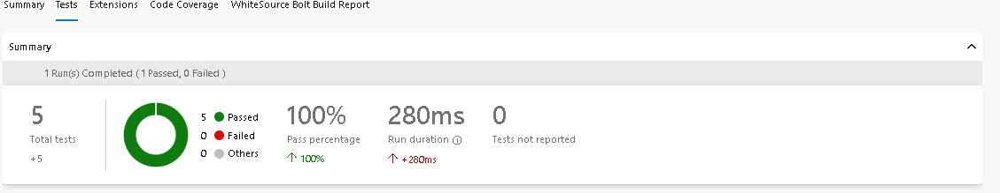 Summary Tests Extensions Code Coverage WhiteSource Bolt Build Report
Summary
1 Run(s) Completed ( 1 Passed, 0 Failed )
5
Total tests
+5
5 Passed
0 Failed
0 Others
100%
Pass percentage
100%
280ms
Run duration
+280ms
0
Tests not reported